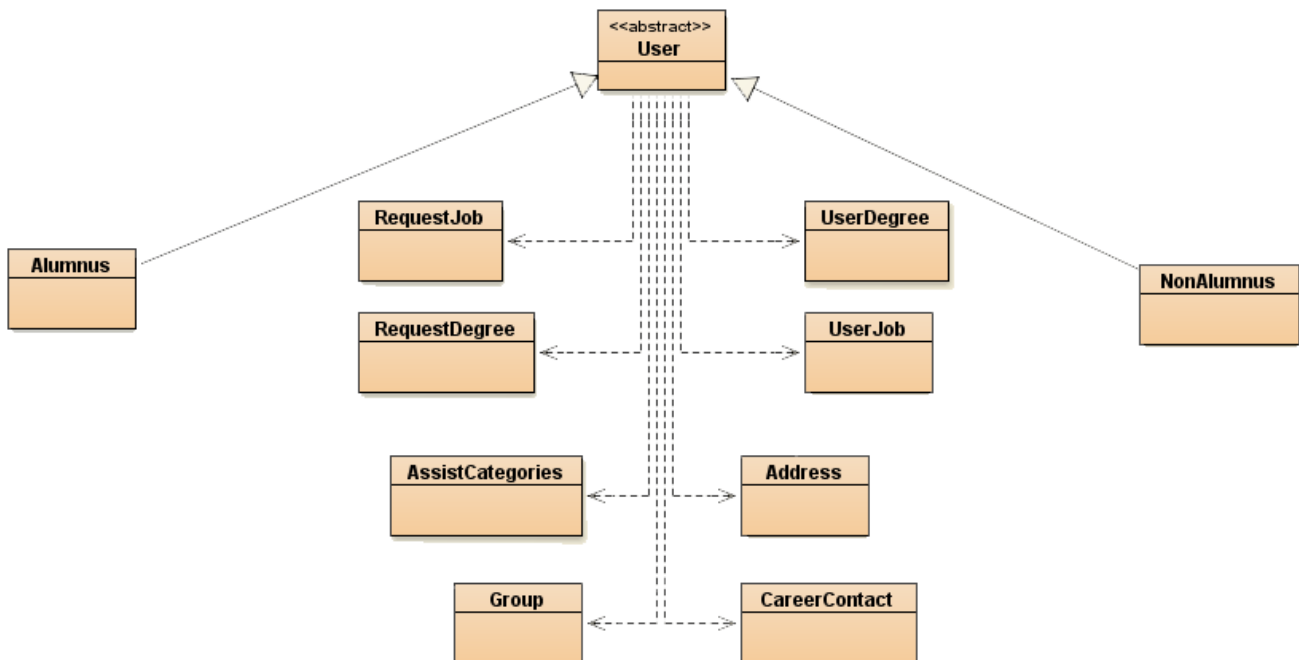 <<abstract>>
User
RequestJob
UserDegree
Alumnus
NonAlumnus
RequestDegree
UserJob
AssistCategories
Address
Group
CareerContact